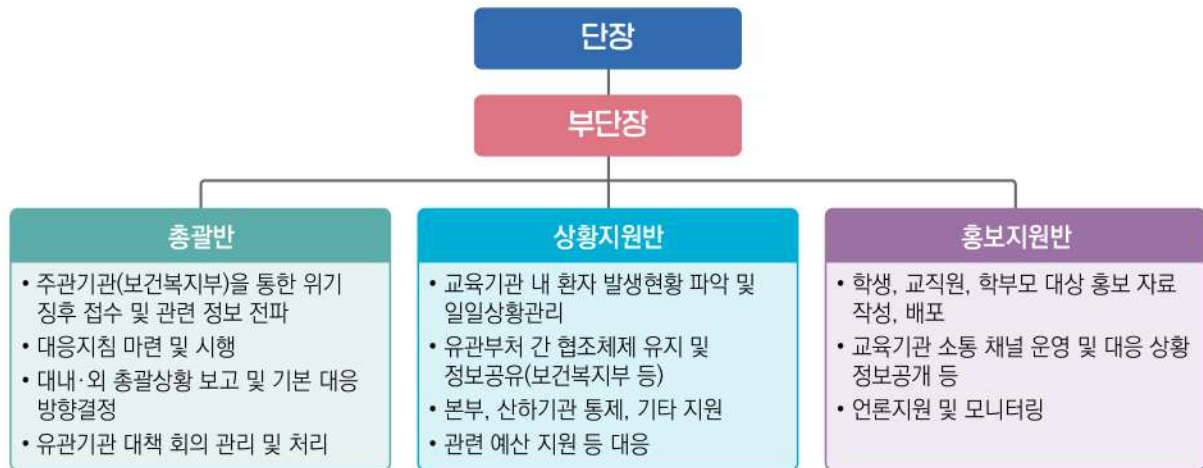 단장
부단장
총괄반
• 주관기관(보건복지부)을 통한 위기
징후 접수 및 관련 정보 전파
• 대응지침 마련 및 시행
• 대내·외 총괄상황 보고 및 기본 대응
방향결정
• 유관기관 대책 회의 관리 및 처리
상황지원반
• 교육기관 내 환자 발생현황 파악 및
일일상황관리
• 유관부처 간 협조체제 유지 및
정보공유(보건복지부 등)
• 본부, 산하기관 통제, 기타 지원
• 관련 예산 지원 등 대응
홍보지원반
• 학생, 교직원, 학부모 대상 홍보 자료
작성, 배포
• 교육기관 소통 채널 운영 및 대응 상황
정보공개 등
• 언론지원 및 모니터링